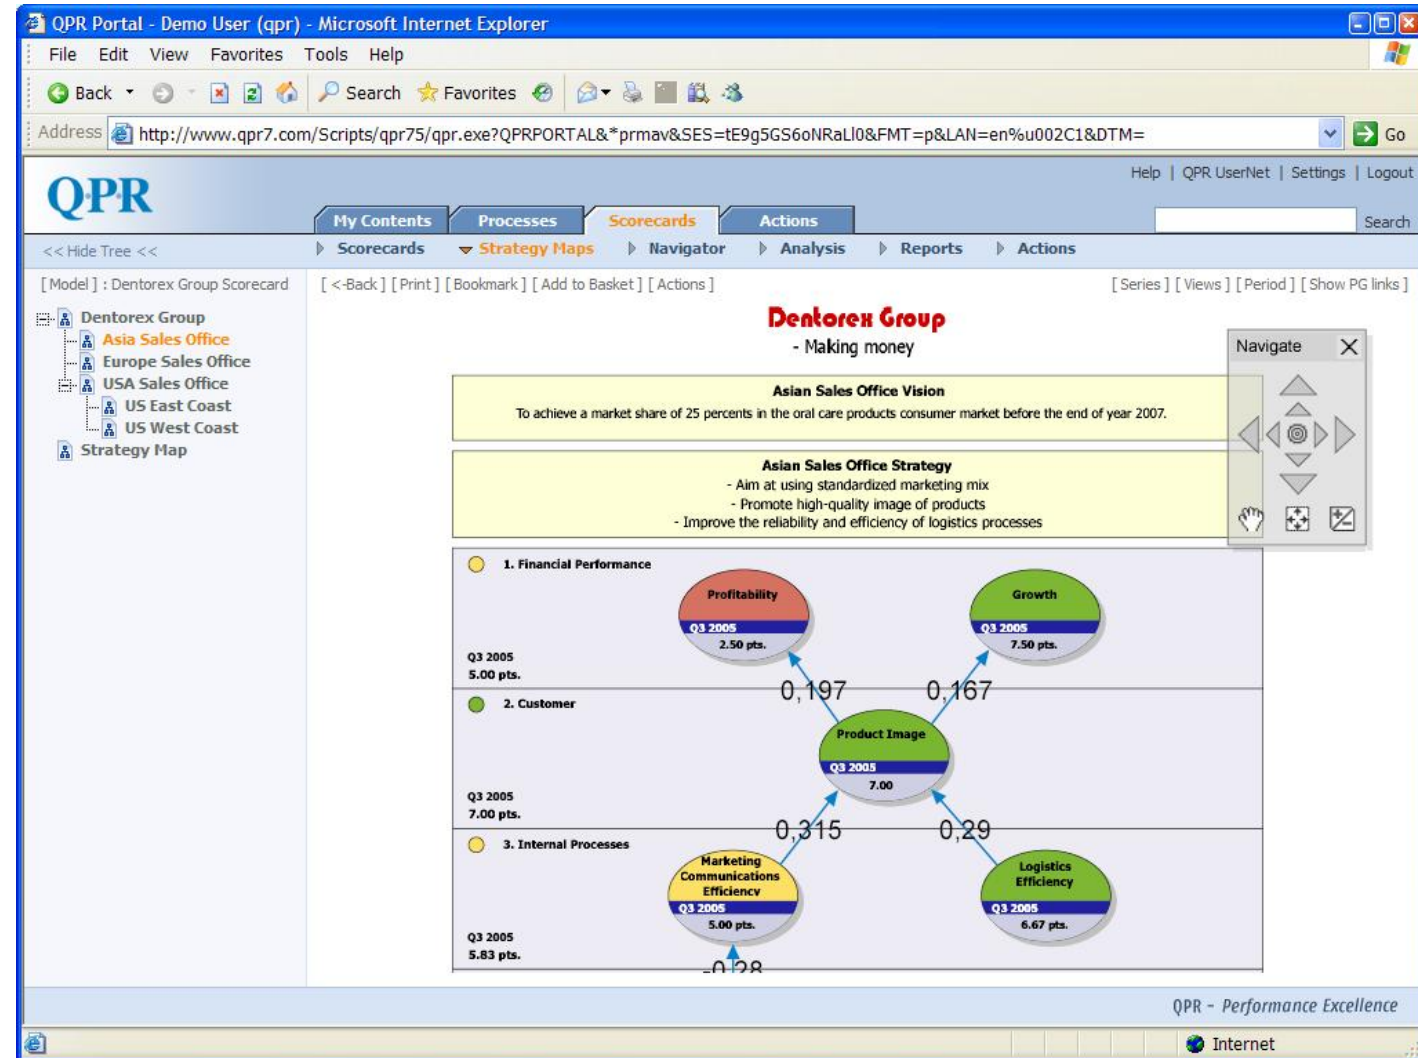 QPR Portal - Demo User (qpr) - Microsoft Internet Explorer
File Edit View Favorites Tools Help
Back Search Favorites
Address http://www.qpr7.com/Scripts/qpr75/qpr.exe?QPRPORTAL&*prmav&SES=tE9g5GS6oNRaLl0&FMT=p&LAN=en%u002C1&DTM= Go
Help | QPR UserNet | Settings | Logout
QPR
My Contents Processes Scorecards Actions Search
<< Hide Tree << Scorecards Strategy Maps Navigator Analysis Reports Actions
[ Model ] : Dentorex Group Scorecard [ <-Back ] [ Print ] [ Bookmark ] [ Add to Basket ] [ Actions ] [ Series ] [ Views ] [ Period ] [ Show PG links ]
Dentorex Group
Asia Sales Office
Europe Sales Office
USA Sales Office
US East Coast
US West Coast
Strategy Map
Dentorex Group
- Making money
Navigate
Asian Sales Office Vision
To achieve a market share of 25 percents in the oral care products consumer market before the end of year 2007.
Asian Sales Office Strategy
- Aim at using standardized marketing mix
- Promote high-quality image of products
- Improve the reliability and efficiency of logistics processes
1. Financial Performance
Profitability
Q3 2005
2.50 pts.
Growth
Q3 2005
7.50 pts.
Q3 2005
5.00 pts.
0,197 0,167
2. Customer
Product Image
Q3 2005
7.00
Q3 2005
7.00 pts.
0,315 0,29
3. Internal Processes
Marketing
Communications
Efficiency
Q3 2005
5.00 pts.
Logistics
Efficiency
Q3 2005
6.67 pts.
Q3 2005
5.83 pts.
-0,28
QPR - Performance Excellence
Internet